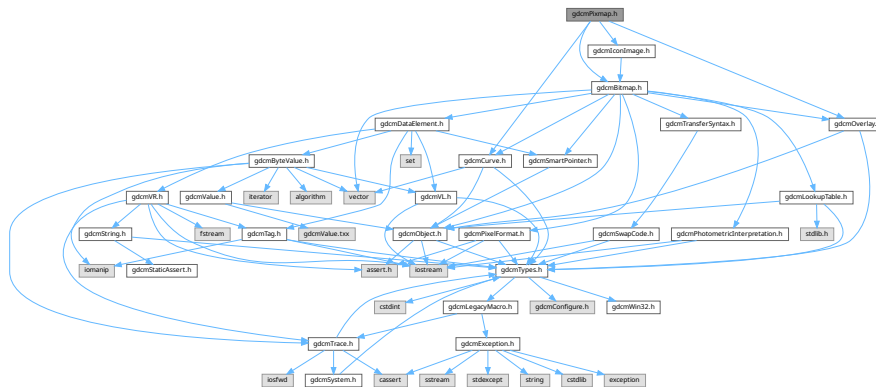 gdcmPixmap.h
gdcmIconImage.h
gdcmBitmap.h
gdcmDataElement.h
gdcmTransferSyntax.h
gdcmOverlay.
gdcmByteValue.h
set
gdcmCurve.h
gdcmSmartPointer.h
gdcmVR.h
gdcmValue.h
iterator
algorithm
vector
gdcmVL.h
gdcmLookupTable.h
gdcmString.h
fstream
gdcmTag.h
gdcmValue.txx
gdcmObject.h
gdcmPixelFormat.h
gdcmSwapCode.h
gdcmPhotometricInterpretation.h
stdlib.h
iomanip
gdcmStaticAssert.h
assert.h
iostream
gdcmTypes.h
cstdint
gdcmLegacyMacro.h
gdcmConfigure.h
gdcmWin32.h
gdcmTrace.h
gdcmException.h
iosfwd
gdcmSystem.h
cassert
sstream
stdexcept
string
cstdlib
exception